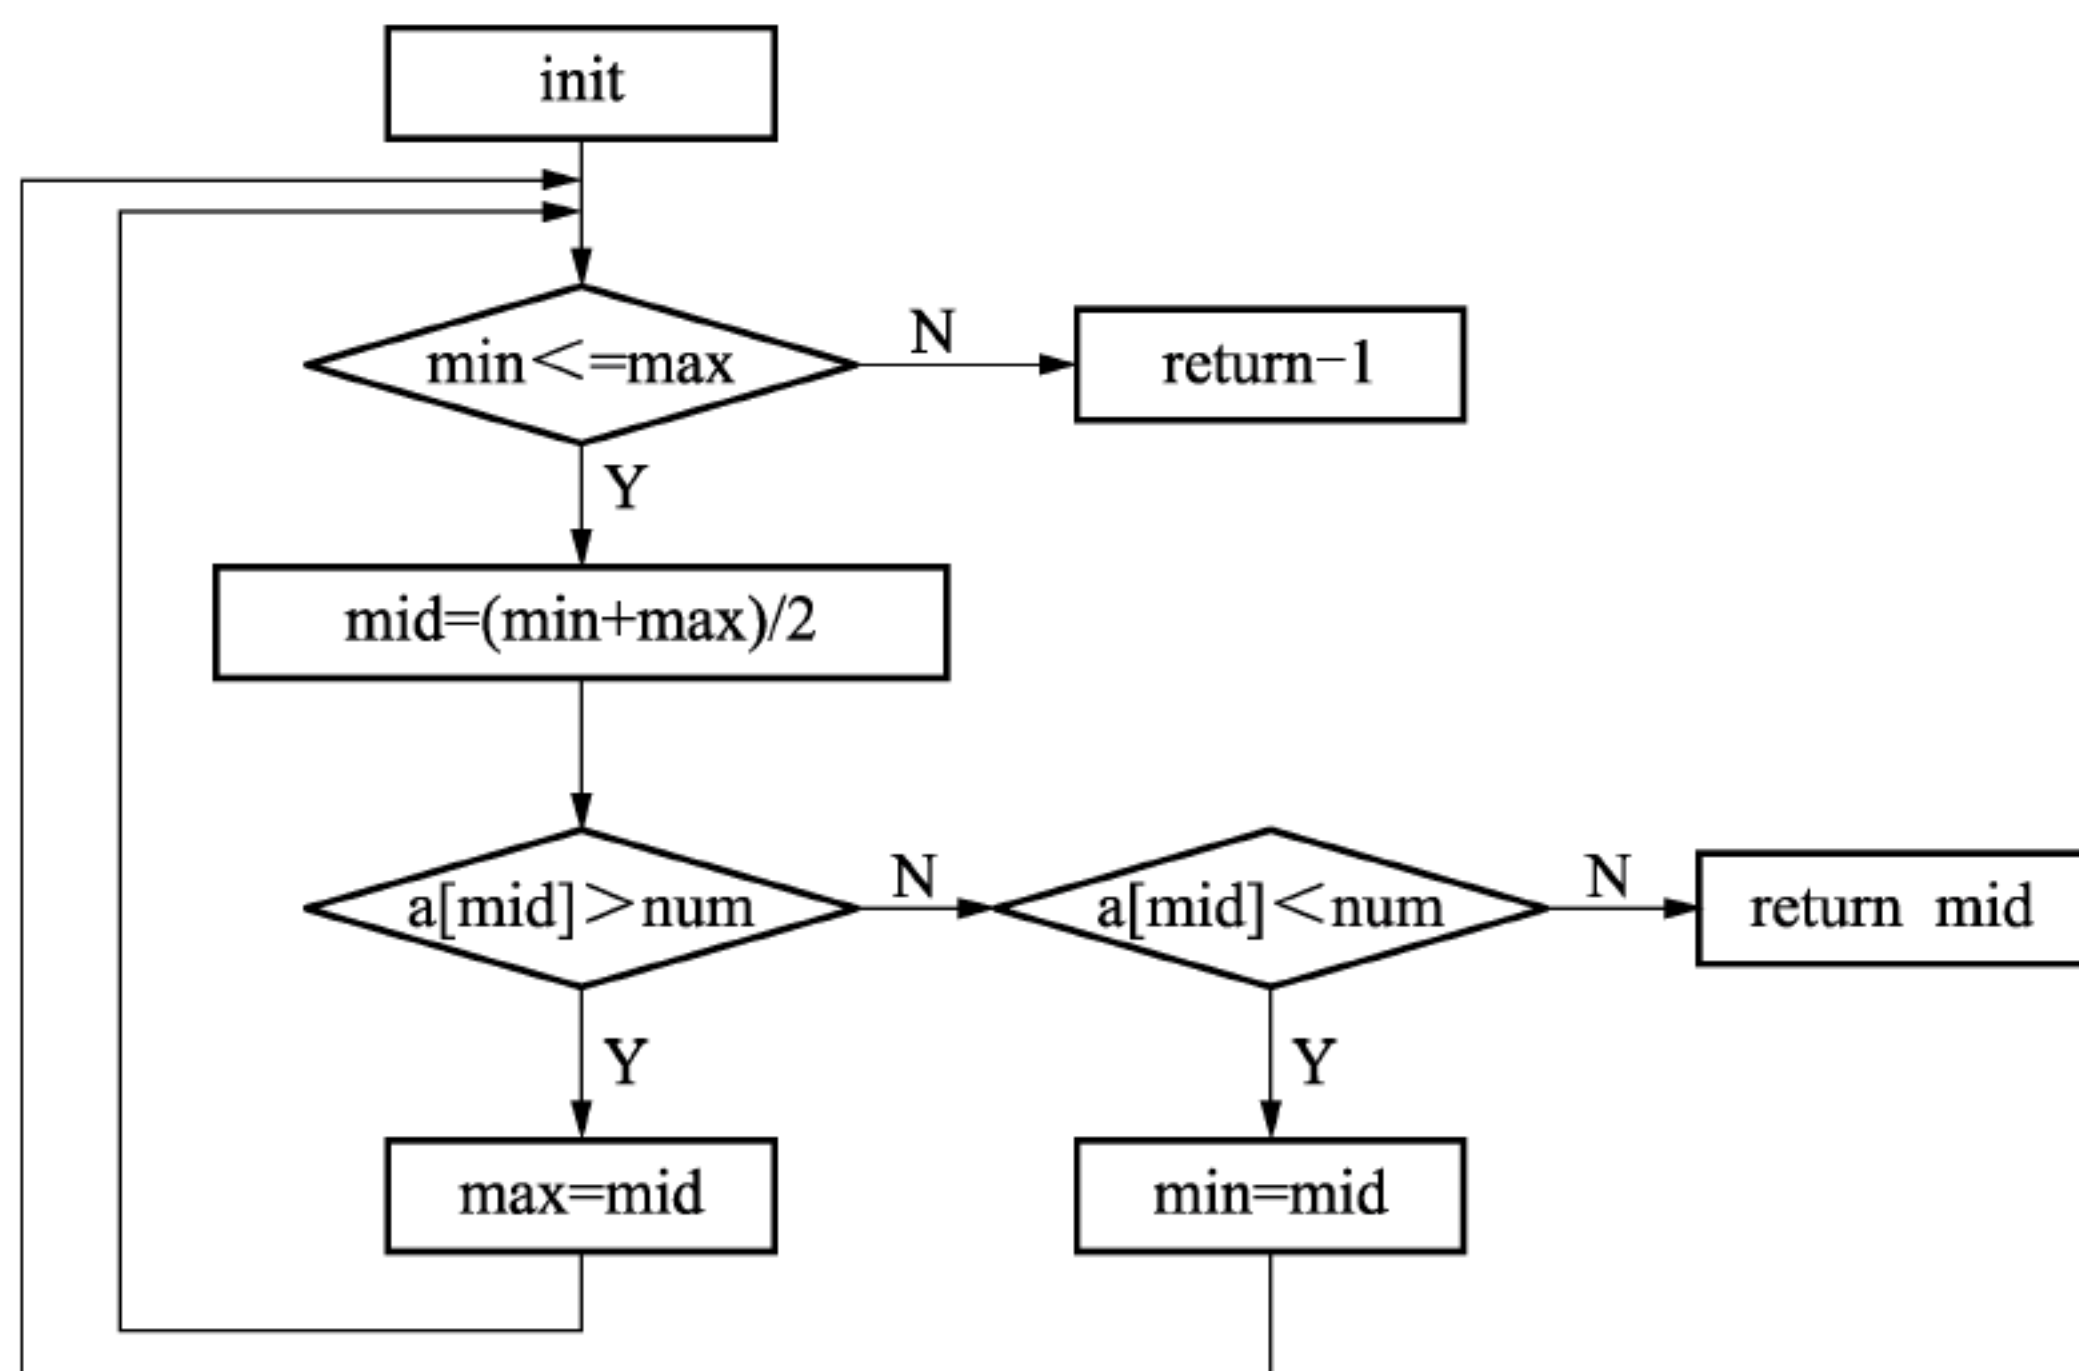 init
min<=max
N
return-1
Y
mid=(min+max)/2
a[mid]>num
N
a[mid]<num
N
return mid
Y
Y
max=mid
min=mid